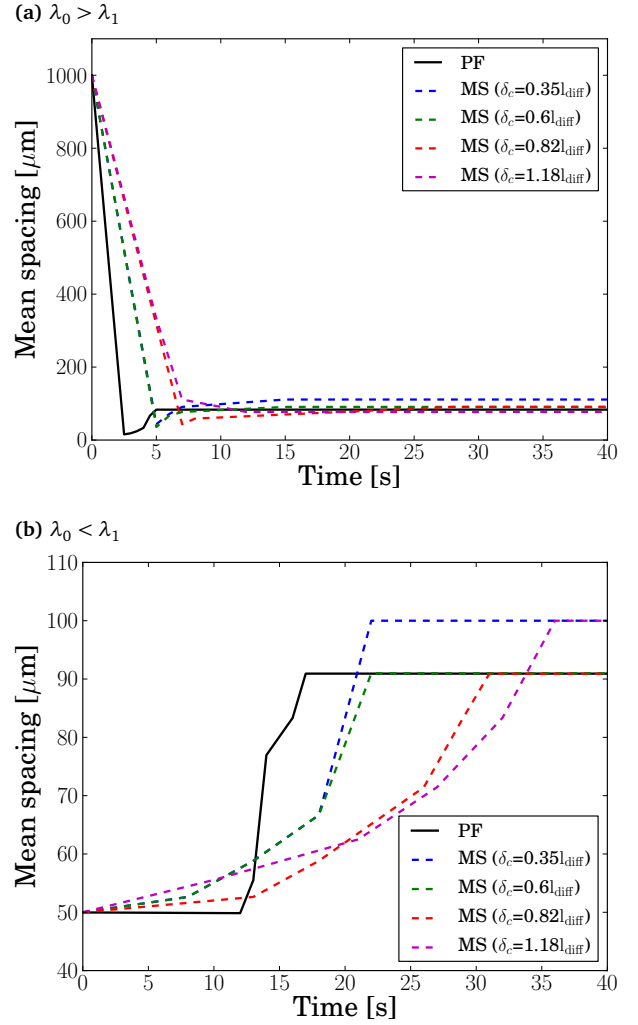 (a) λ₀ > λ₁
Mean spacing [μm]
1000
800
600
400
200
0
PF
MS (δc=0.35ldiff)
MS (δc=0.6ldiff)
MS (δc=0.82ldiff)
MS (δc=1.18ldiff)
0 5 10 15 20 25 30 35 40
Time [s]
(b) λ₀ < λ₁
Mean spacing [μm]
110
100
90
80
70
60
50
40
PF
MS (δc=0.35ldiff)
MS (δc=0.6ldiff)
MS (δc=0.82ldiff)
MS (δc=1.18ldiff)
0 5 10 15 20 25 30 35 40
Time [s]